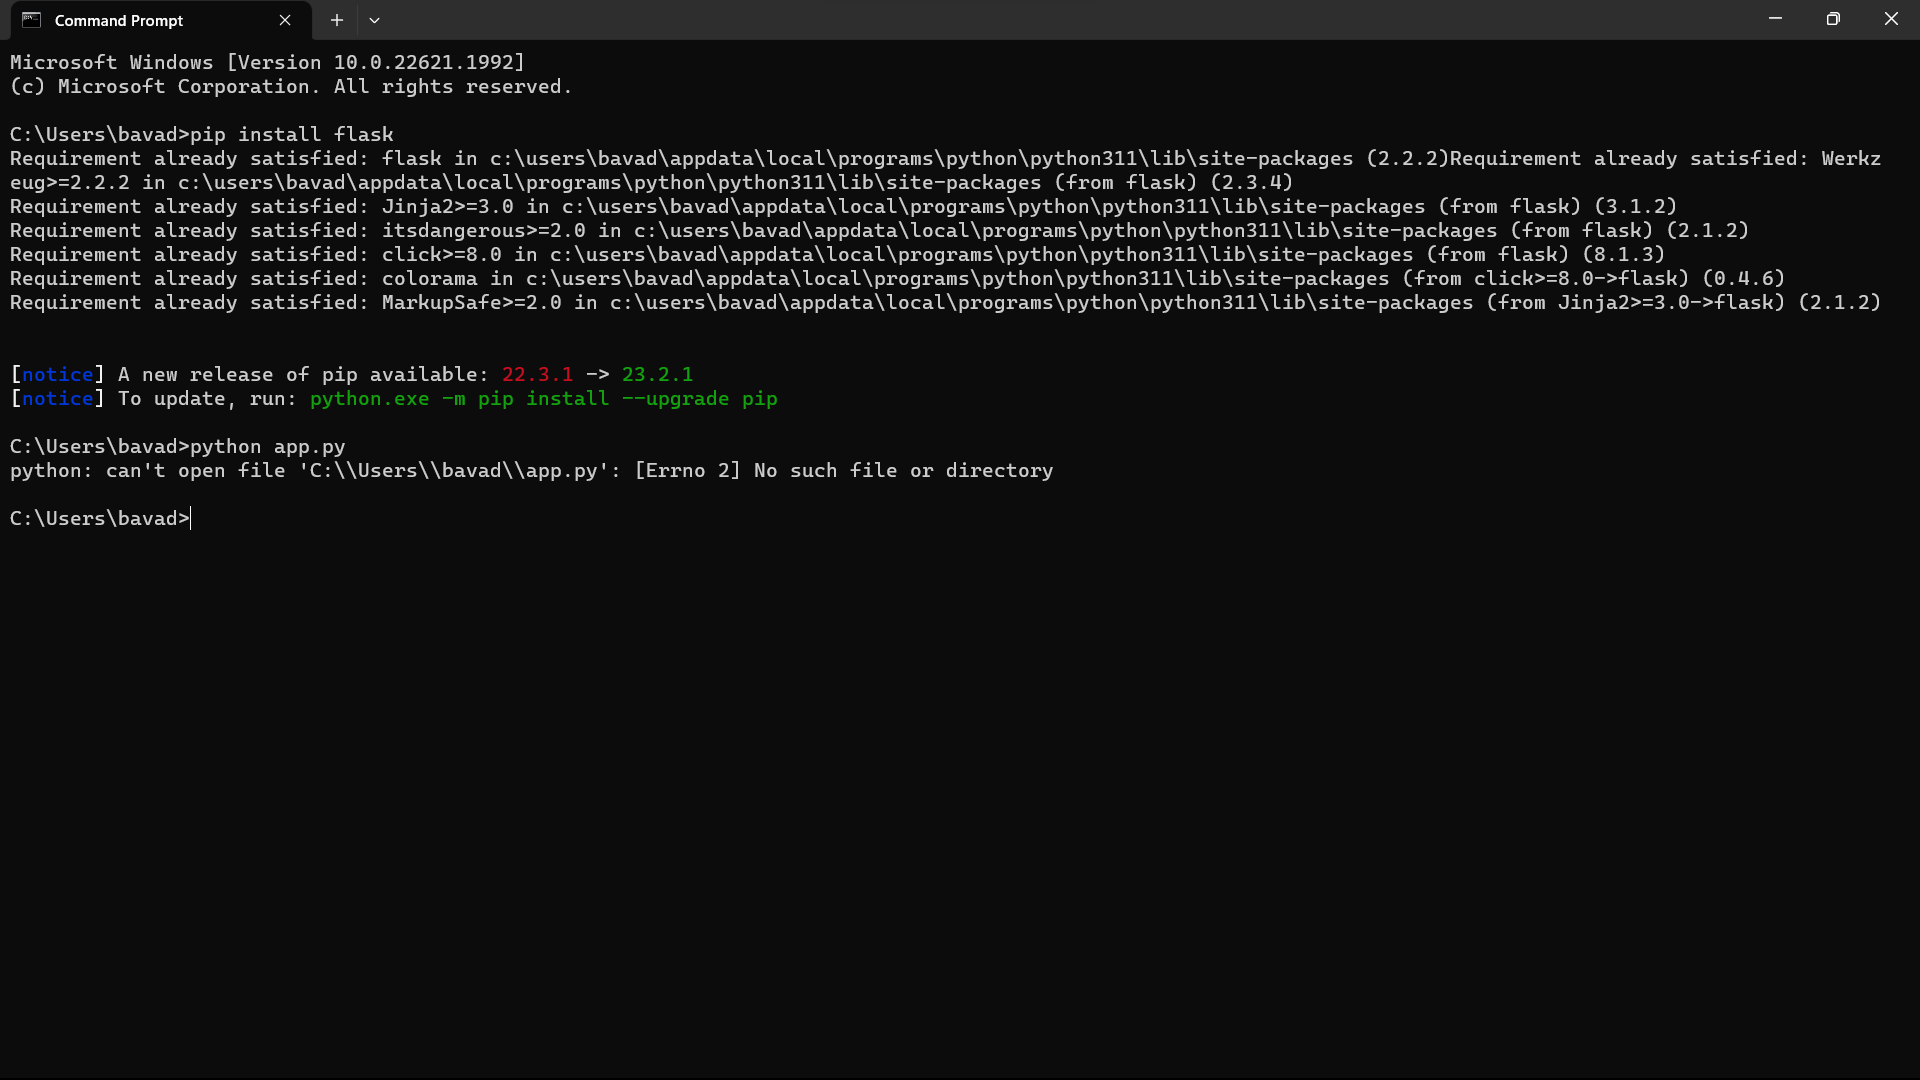 Command Prompt
Microsoft Windows [Version 10.0.22621.1992]
(c) Microsoft Corporation. All rights reserved.
C:\Users\bavad>pip install flask
Requirement already satisfied: flask in c:\users\bavad\appdata\local\programs\python\python311\lib\site-packages (2.2.2)Requirement already satisfied: Werkz
eug>=2.2.2 in c:\users\bavad\appdata\local\programs\python\python311\lib\site-packages (from flask) (2.3.4)
Requirement already satisfied: Jinja2>=3.0 in c:\users\bavad\appdata\local\programs\python\python311\lib\site-packages (from flask) (3.1.2)
Requirement already satisfied: itsdangerous>=2.0 in c:\users\bavad\appdata\local\programs\python\python311\lib\site-packages (from flask) (2.1.2)
Requirement already satisfied: click>=8.0 in c:\users\bavad\appdata\local\programs\python\python311\lib\site-packages (from flask) (8.1.3)
Requirement already satisfied: colorama in c:\users\bavad\appdata\local\programs\python\python311\lib\site-packages (from click>=8.0->flask) (0.4.6)
Requirement already satisfied: MarkupSafe>=2.0 in c:\users\bavad\appdata\local\programs\python\python311\lib\site-packages (from Jinja2>=3.0->flask) (2.1.2)
[notice] A new release of pip available: 22.3.1 -> 23.2.1
[notice] To update, run: python.exe -m pip install --upgrade pip
C:\Users\bavad>python app.py
python: can't open file 'C:\\Users\\bavad\\app.py': [Errno 2] No such file or directory
C:\Users\bavad>